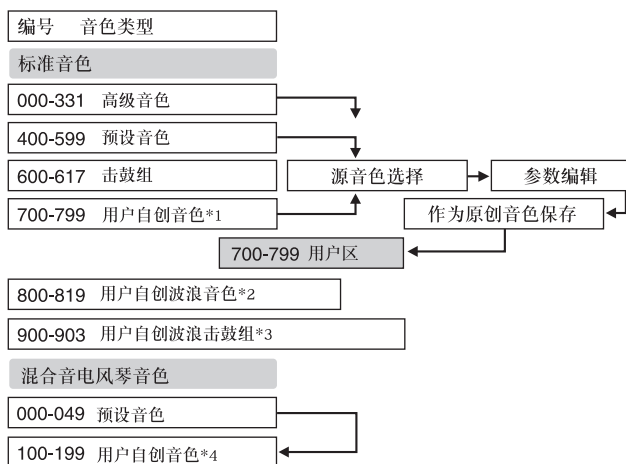 编号 音色类型
标准音色
000-331 高级音色
400-599 预设音色
600-617 击鼓组
源音色选择
参数编辑
700-799 用户自创音色*1
作为原创音色保存
700-799 用户区
800-819 用户自创波浪音色*2
900-903 用户自创波浪击鼓组*3
混合音电风琴音色
000-049 预设音色
100-199 用户自创音色*4